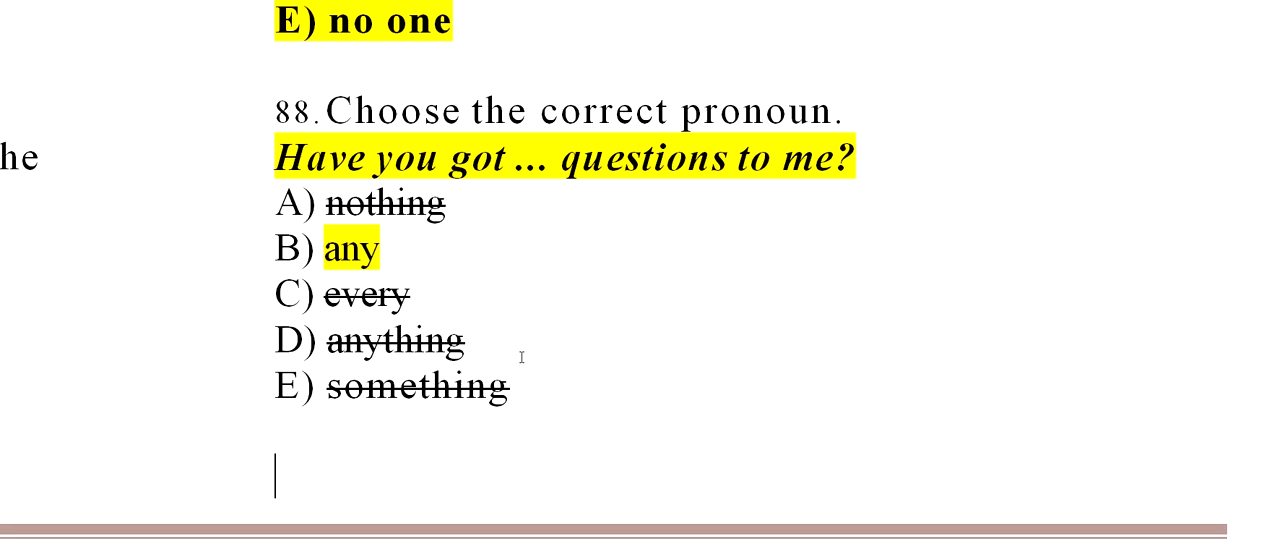 E) no one
88. Choose the correct pronoun.
he
Have you got ... questions to me?
A) nothing
B) any
C) every
D) anything
E) something